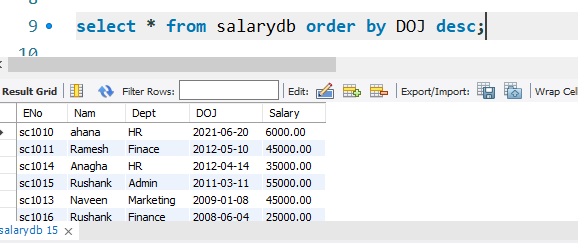 9 select * from salarydb order by DOJ desc;
10
Result Grid Filter Rows: Edit: Export/Import: Wrap Cel
ENo Nam Dept DOJ Salary
sc1010 ahana HR 2021-06-20 6000.00
sc1011 Ramesh Finace 2012-05-10 45000.00
sc1014 Anagha HR 2012-04-14 35000.00
sc1015 Rushank Admin 2011-03-11 55000.00
sc1013 Naveen Marketing 2009-01-08 45000.00
sc1016 Rushank Finance 2008-06-04 25000.00
salarydb 15